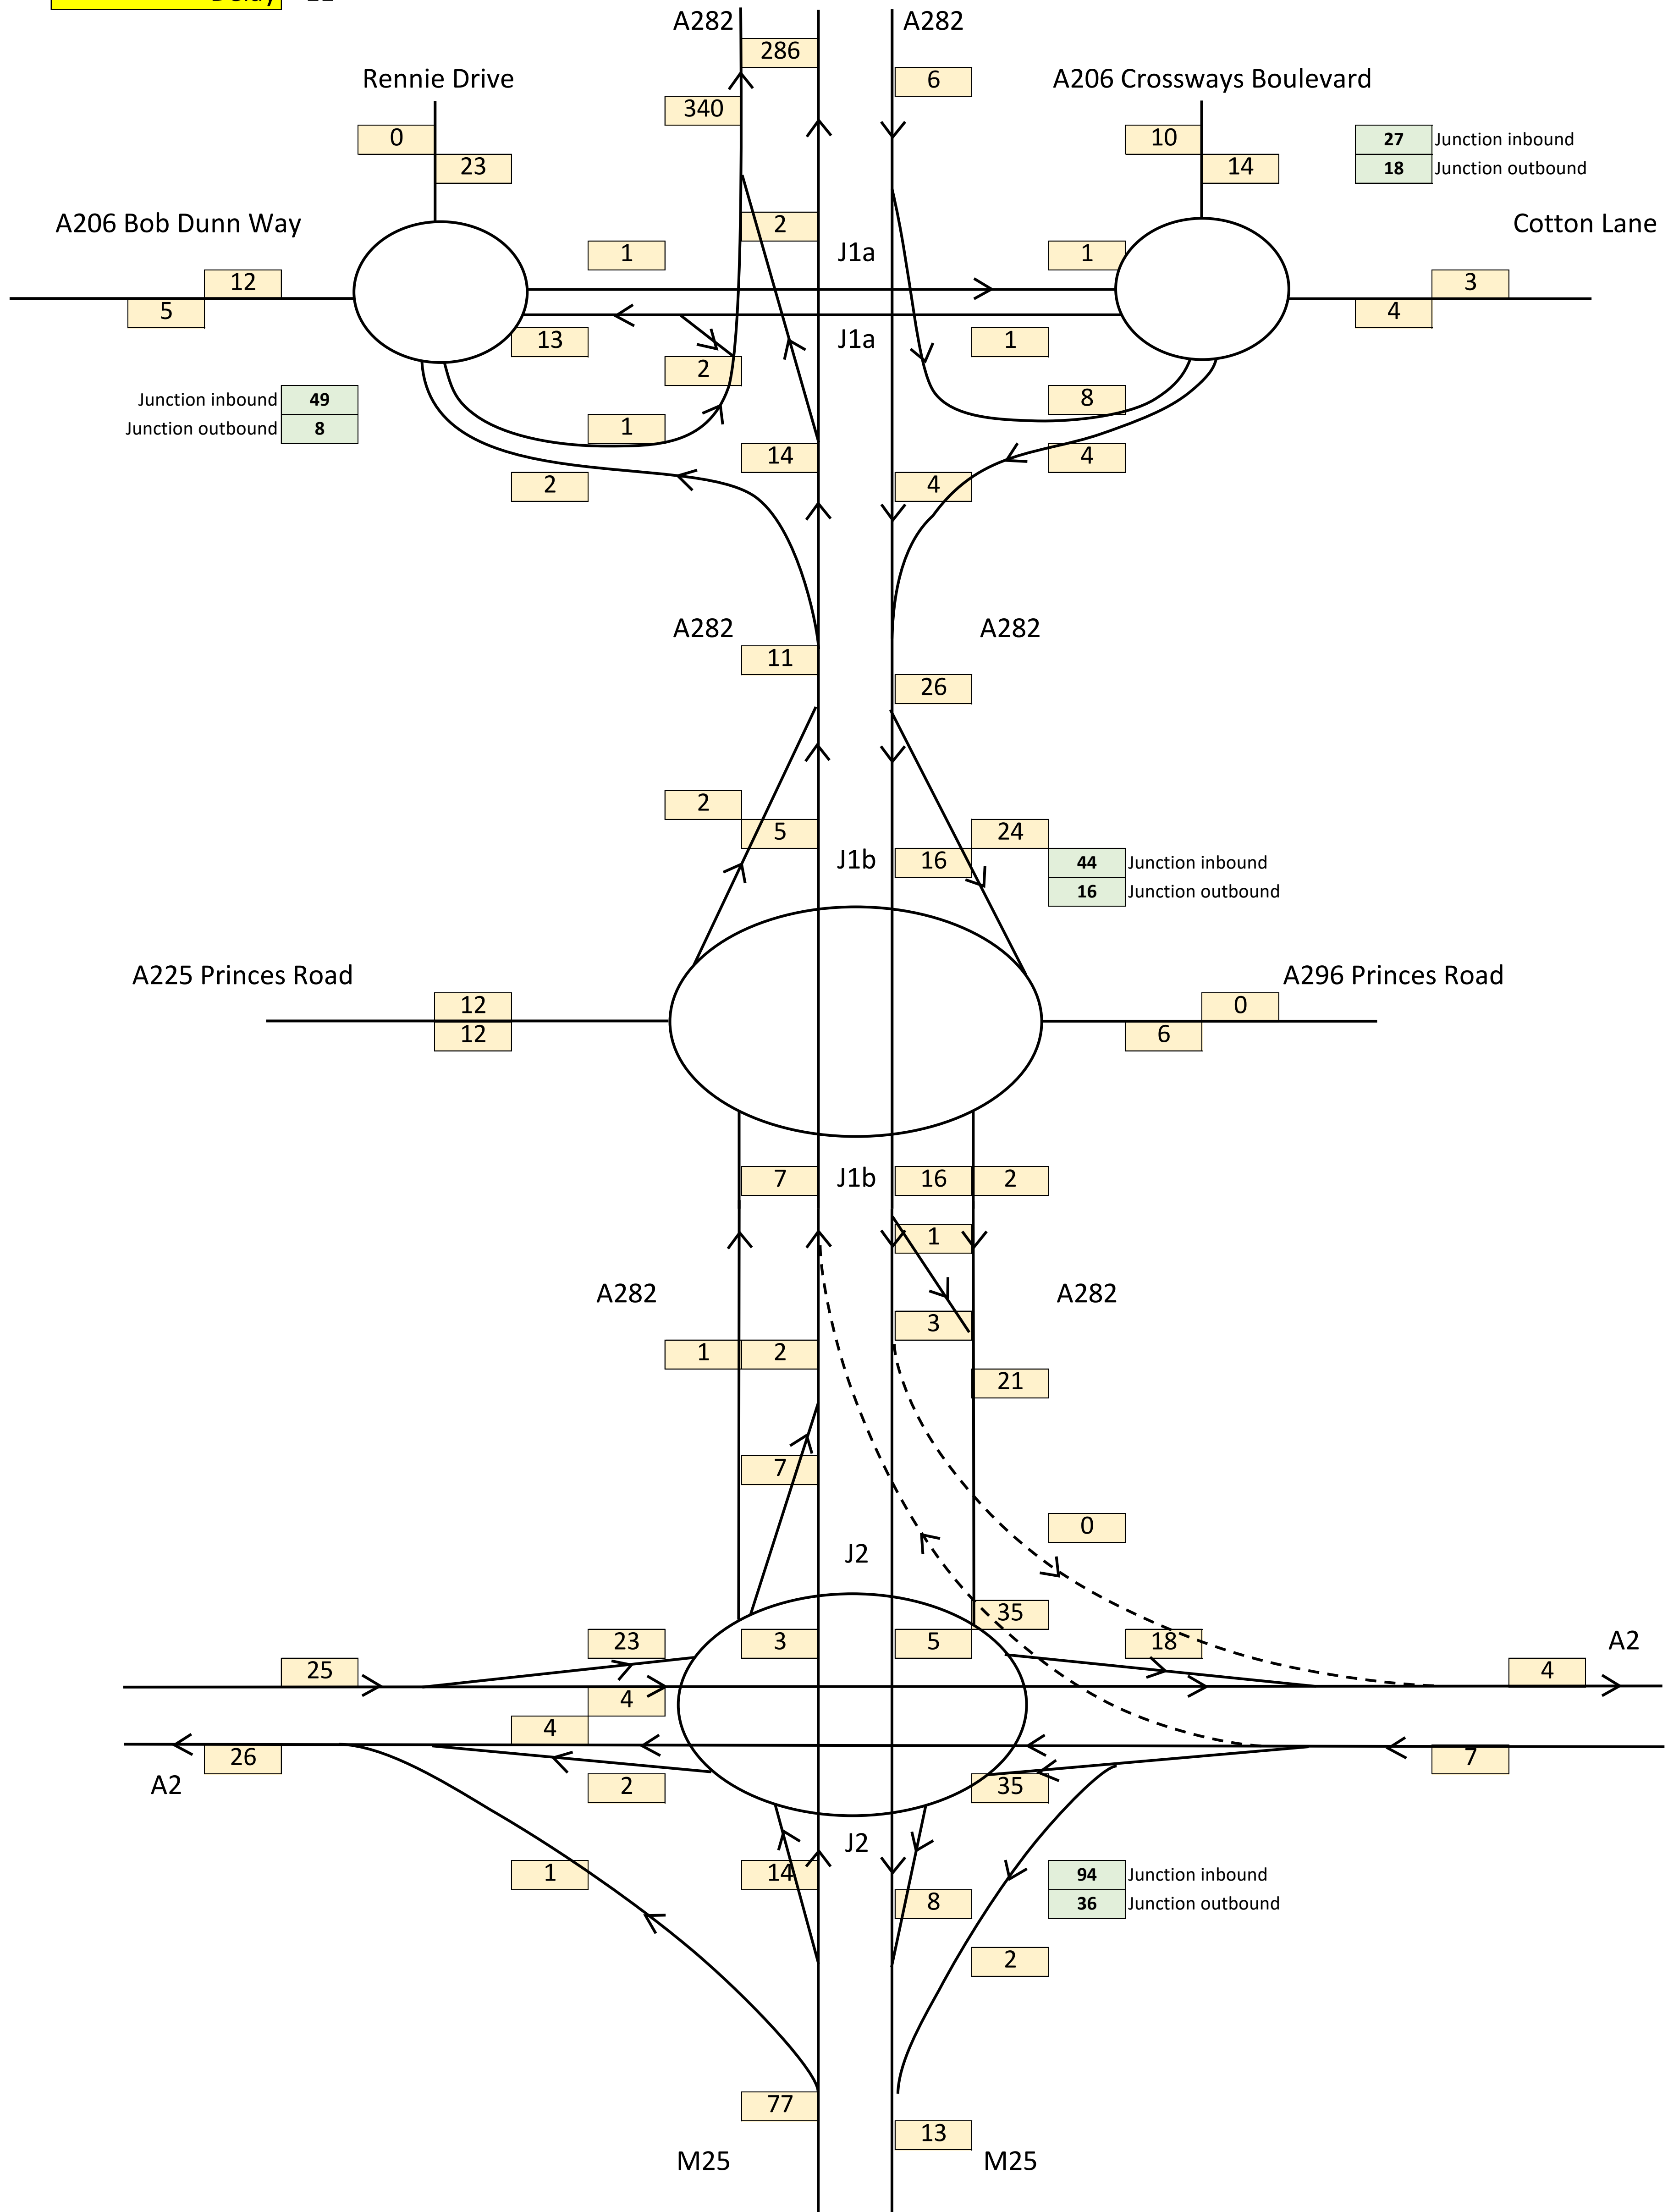 A282 A282
286
6
Rennie Drive A206 Crossways Boulevard
340
0 10 27 Junction inbound
23 14 18 Junction outbound
A206 Bob Dunn Way 2 Cotton Lane
1 J1a 1
12 3
5 4
13 J1a 1
2
Junction inbound 49 8
Junction outbound 8 1
14 4
2 4
A282 A282
11
26
2
5 24
J1b 16 44 Junction inbound
16 Junction outbound
A225 Princes Road A296 Princes Road
12 0
12 6
7 J1b 16 2
1
A282 A282
3
1 2
21
7
0
J2
35
23 3 5 18 A2
25 4
4
4
26 7
A2 2 35
J2
1 14 94 Junction inbound
8 36 Junction outbound
2
77
13
M25 M25